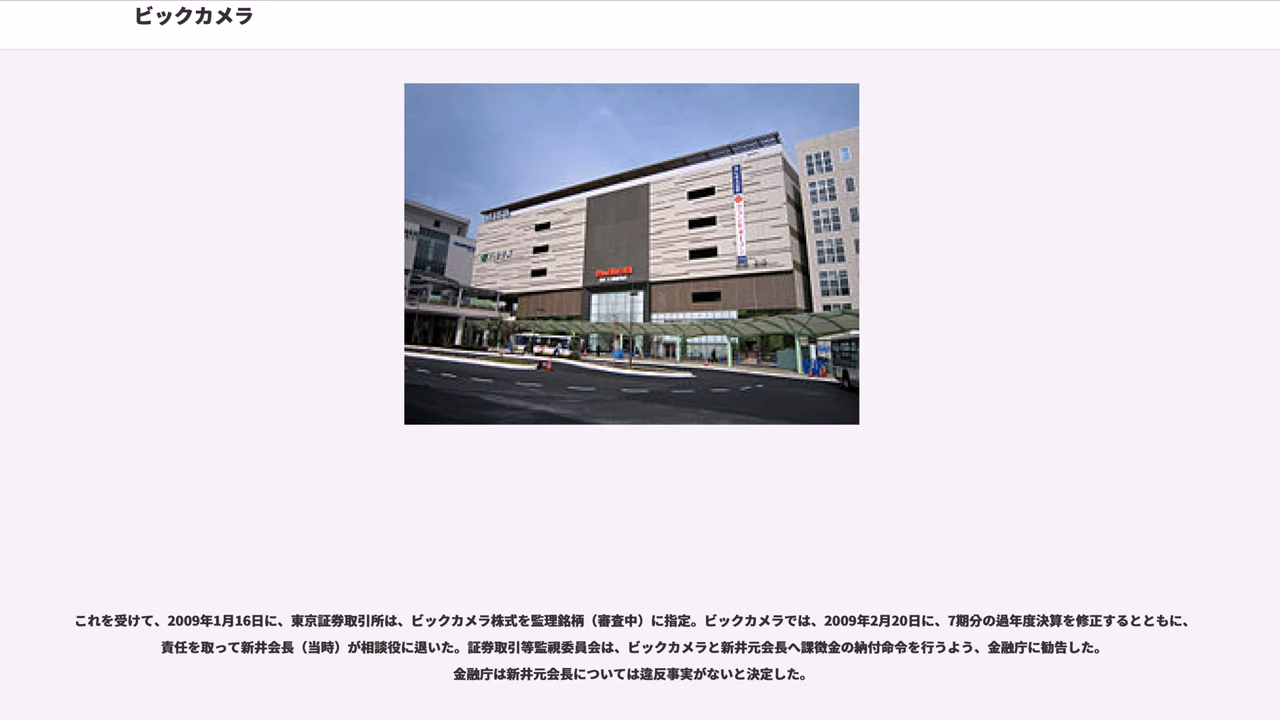 ビックカメラ
これを受けて、2009年1月16日に、東京証券取引所は、ビックカメラ株式を監理銘柄（審査中）に指定。ビックカメラでは、2009年2月20日に、7期分の過年度決算を修正するとともに、
責任を取って新井会長（当時）が相談役に退いた。証券取引等監視委員会は、ビックカメラと新井元会長へ課徴金の納付命令を行うよう、金融庁に勧告した。
金融庁は新井元会長については違反事実がないと決定した。